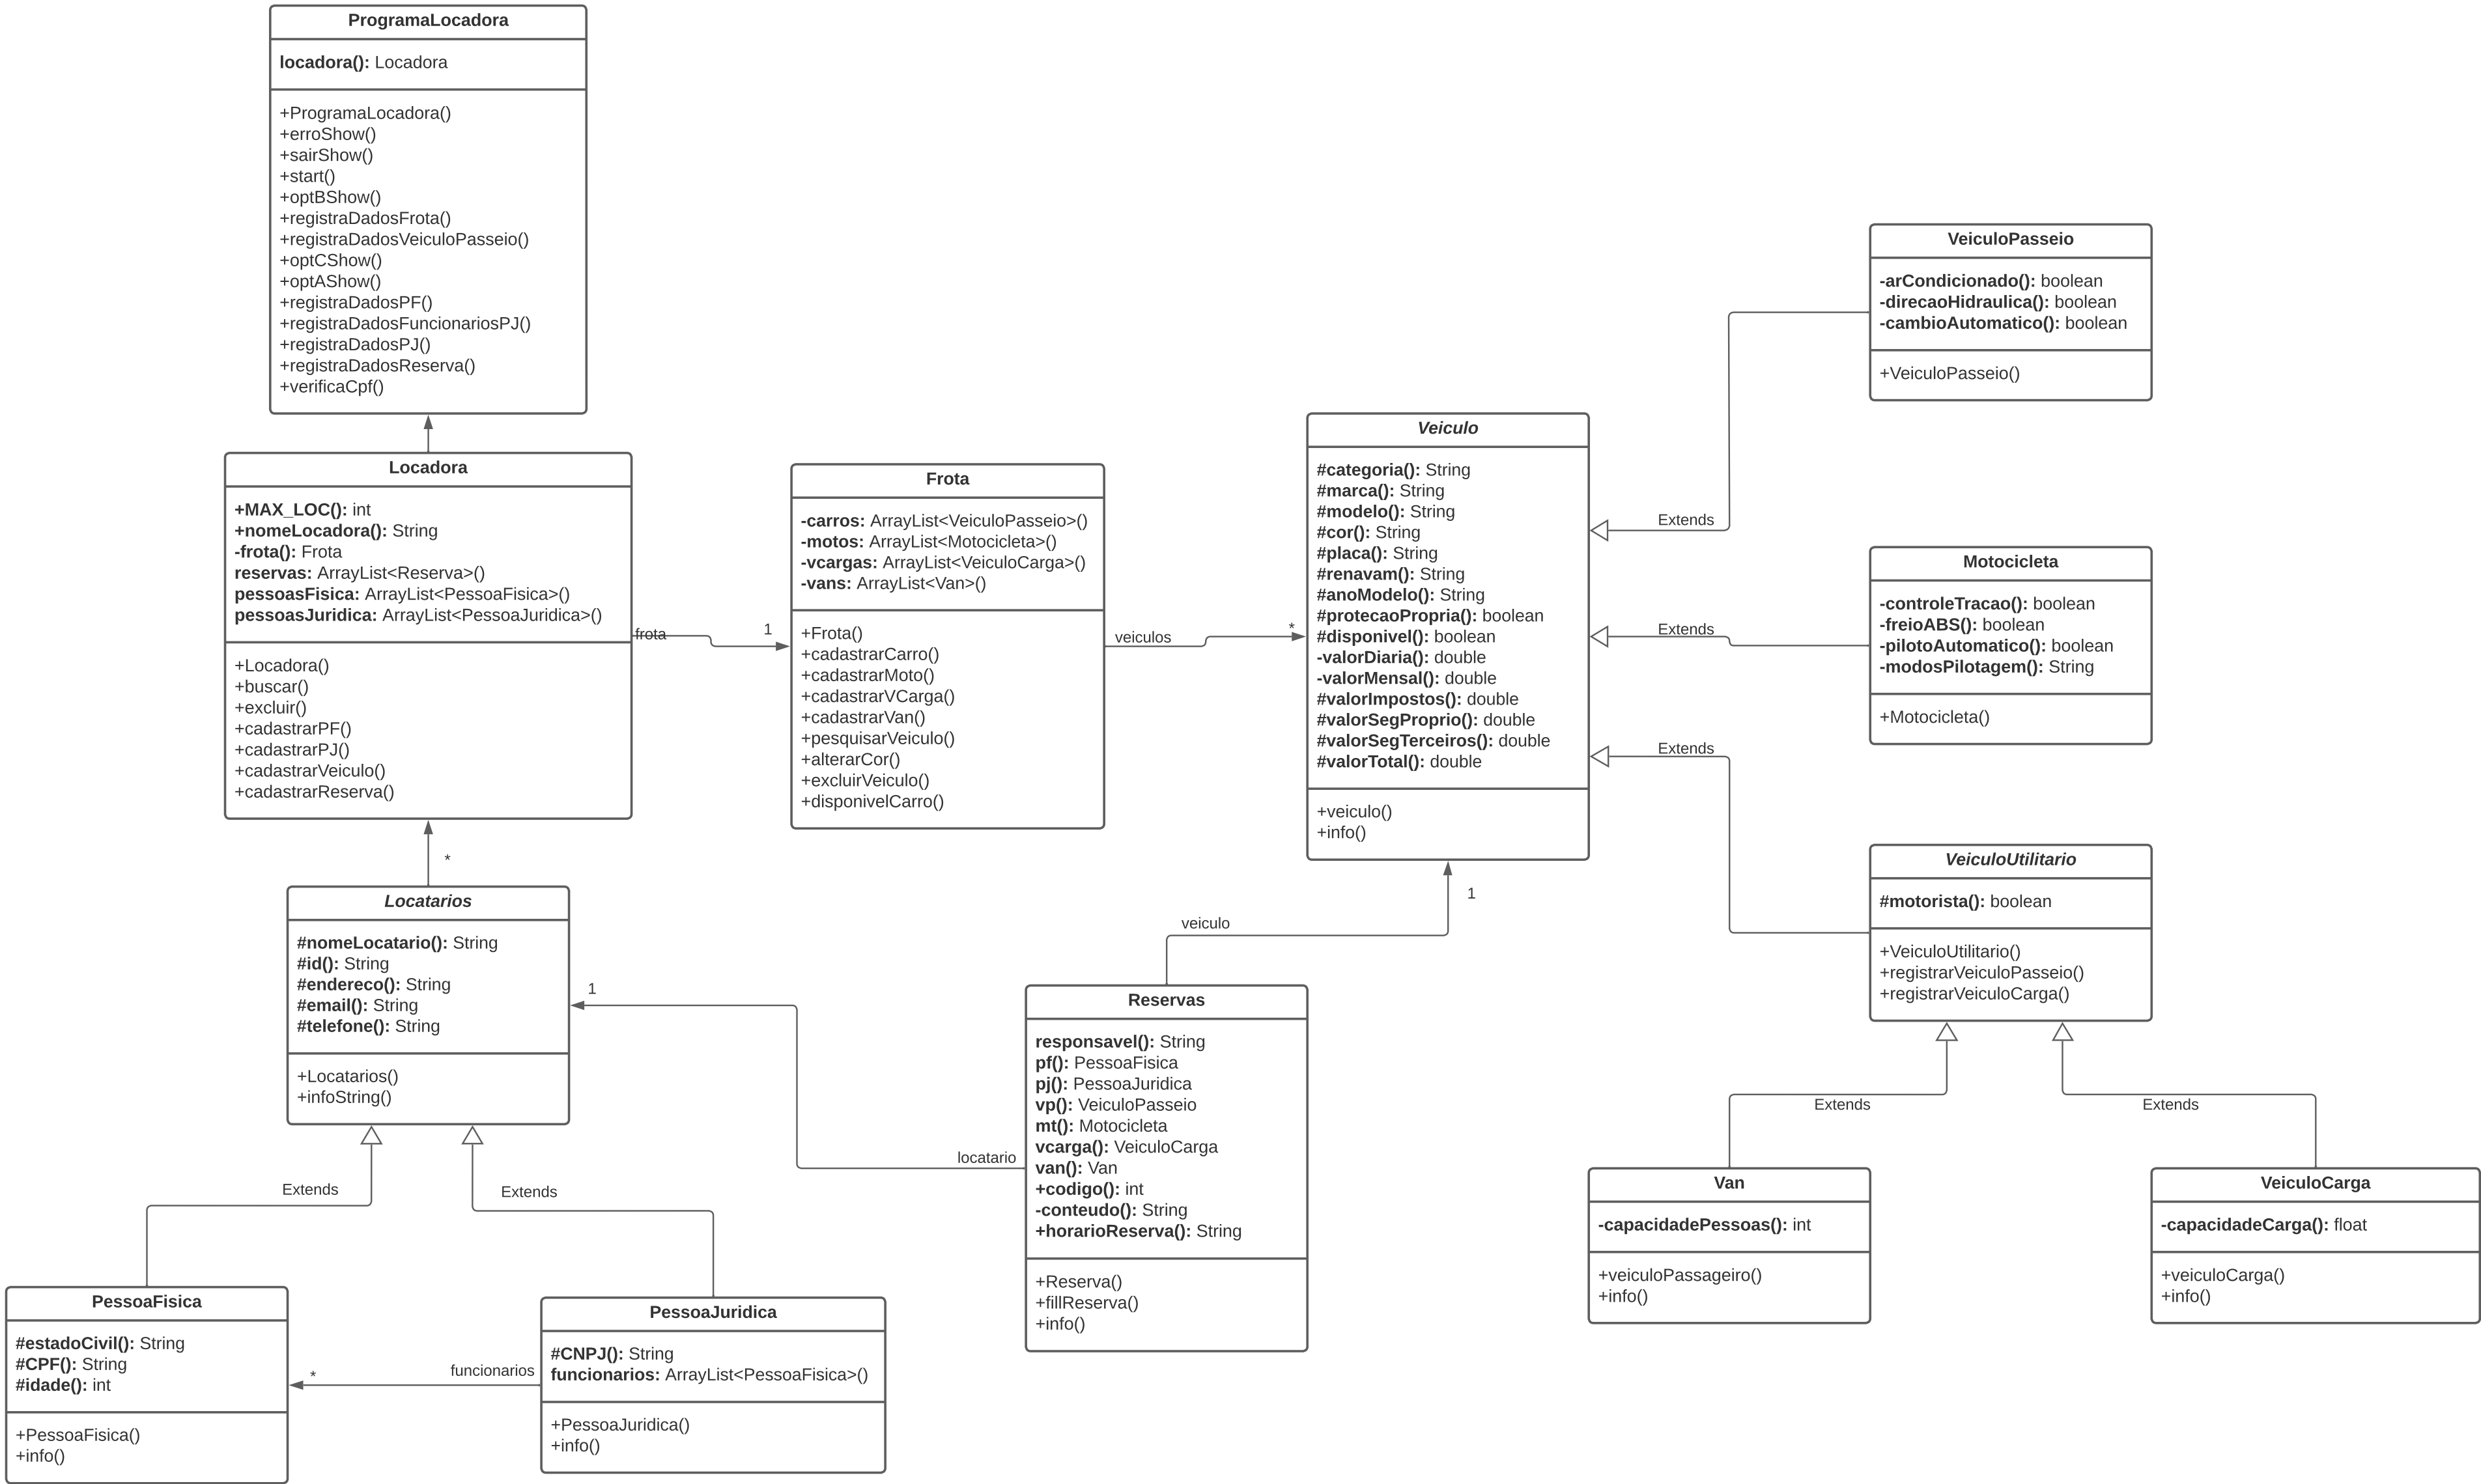 ProgramaLocadora
locadora(): Locadora
+ProgramaLocadora()
+erroShow()
+sairShow()
+start()
+optBShow()
+registraDadosFrota()
+registraDadosVeiculoPasseio()
+optCShow()
+optAShow()
+registraDadosPF()
+registraDadosFuncionariosPJ()
+registraDadosPJ()
+registraDadosReserva()
+verificaCpf()
Locadora
+MAX_LOC(): int
+nomeLocadora(): String
-frota(): Frota
reservas: ArrayList<Reserva>()
pessoasFisica: ArrayList<PessoaFisica>()
pessoasJuridica: ArrayList<PessoaJuridica>()
+Locadora()
+buscar()
+excluir()
+cadastrarPF()
+cadastrarPJ()
+cadastrarVeiculo()
+cadastrarReserva()
frota
1
Frota
-carros: ArrayList<VeiculoPasseio>()
-motos: ArrayList<Motocicleta>()
-vcargas: ArrayList<VeiculoCarga>()
-vans: ArrayList<Van>()
+Frota()
+cadastrarCarro()
+cadastrarMoto()
+cadastrarVCarga()
+cadastrarVan()
+pesquisarVeiculo()
+alterarCor()
+excluirVeiculo()
+disponivelCarro()
veiculos
*
Veiculo
#categoria(): String
#marca(): String
#modelo(): String
#cor(): String
#placa(): String
#renavam(): String
#anoModelo(): String
#protecaoPropria(): boolean
#disponivel(): boolean
-valorDiaria(): double
-valorMensal(): double
#valorImpostos(): double
#valorSegProprio(): double
#valorSegTerceiros(): double
#valorTotal(): double
+veiculo()
+info()
Extends
Extends
Extends
VeiculoPasseio
-arCondicionado(): boolean
-direcaoHidraulica(): boolean
-cambioAutomatico(): boolean
+VeiculoPasseio()
Motocicleta
-controleTracao(): boolean
-freioABS(): boolean
-pilotoAutomatico(): boolean
-modosPilotagem(): String
+Motocicleta()
VeiculoUtilitario
#motorista(): boolean
+VeiculoUtilitario()
+registrarVeiculoPasseio()
+registrarVeiculoCarga()
Extends
Extends
Van
-capacidadePessoas(): int
+veiculoPassageiro()
+info()
VeiculoCarga
-capacidadeCarga(): float
+veiculoCarga()
+info()
*
Locatarios
#nomeLocatario(): String
#id(): String
#endereco(): String
#email(): String
#telefone(): String
+Locatarios()
+infoString()
1
locatario
veiculo
1
Reservas
responsavel(): String
pf(): PessoaFisica
pj(): PessoaJuridica
vp(): VeiculoPasseio
mt(): Motocicleta
vcarga(): VeiculoCarga
van(): Van
+codigo(): int
-conteudo(): String
+horarioReserva(): String
+Reserva()
+fillReserva()
+info()
Extends
Extends
PessoaFisica
#estadoCivil(): String
#CPF(): String
#idade(): int
+PessoaFisica()
+info()
*
funcionarios
PessoaJuridica
#CNPJ(): String
funcionarios: ArrayList<PessoaFisica>()
+PessoaJuridica()
+info()